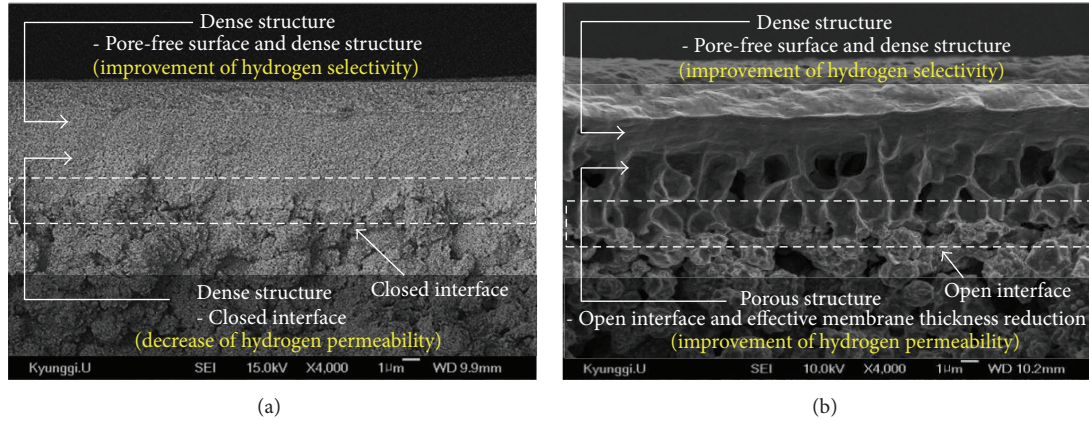 Dense structure
- Pore-free surface and dense structure
(improvement of hydrogen selectivity)
Closed interface
Dense structure
- Closed interface
(decrease of hydrogen permeability)
Kyunggi.U SEI 15.0kV X4,000 1μm WD 9.9mm
(a)
Dense structure
- Pore-free surface and dense structure
(improvement of hydrogen selectivity)
Open interface
Porous structure
- Open interface and effective membrane thickness reduction
(improvement of hydrogen permeability)
Kyunggi.U SEI 10.0kV X4,000 1μm WD 10.2mm
(b)